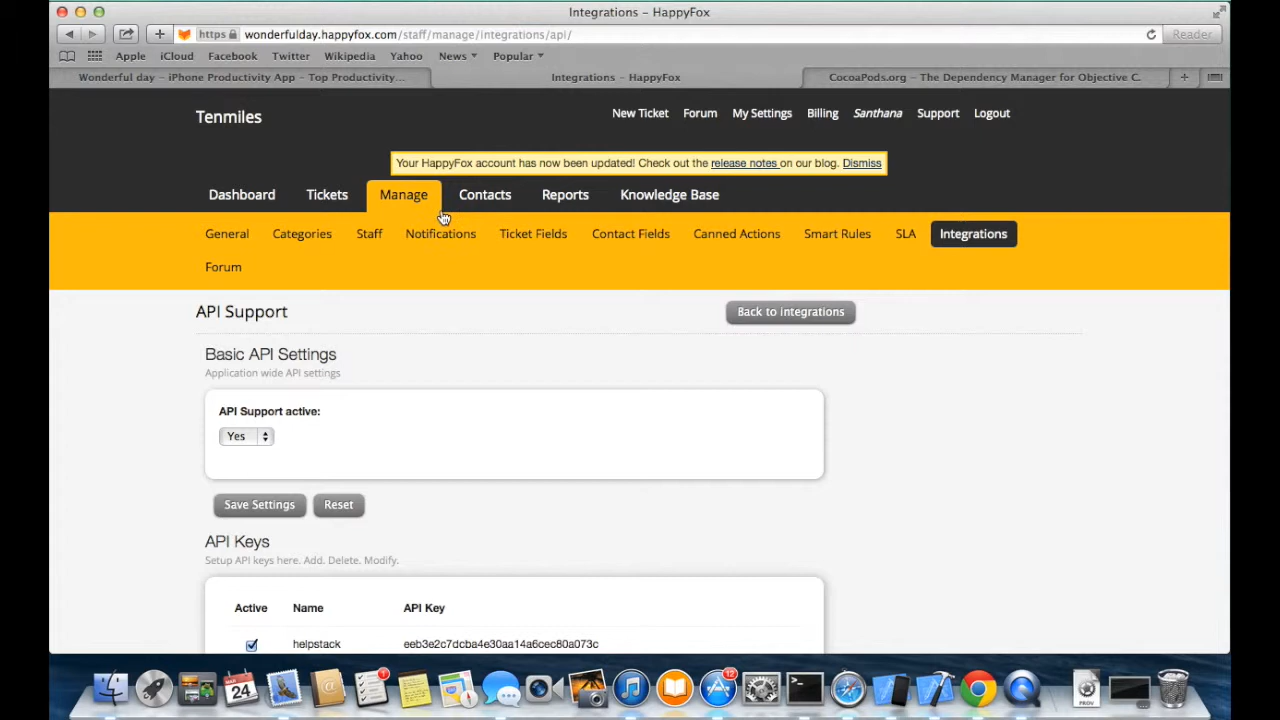 Integrations – HappyFox
https wonderfulday.happyfox.com/staff/manage/integrations/api/
Reader
Apple iCloud Facebook Twitter Wikipedia Yahoo News Popular
Wonderful day – iPhone Productivity App – Top Productivity... Integrations – HappyFox CocoaPods.org – The Dependency Manager for Objective C.
Tenmiles
New Ticket Forum My Settings Billing Santhana Support Logout
Your HappyFox account has now been updated! Check out the release notes on our blog. Dismiss
Dashboard Tickets Manage Contacts Reports Knowledge Base
General Categories Staff Notifications Ticket Fields Contact Fields Canned Actions Smart Rules SLA Integrations
Forum
API Support
Back to integrations
Basic API Settings
Application wide API settings
API Support active:
Yes
Save Settings Reset
API Keys
Setup API keys here. Add. Delete. Modify.
Active Name API Key
helpstack eeb3e2c7dcba4e30aa14a6cec80a073c
MAR
24
1
12
PROV